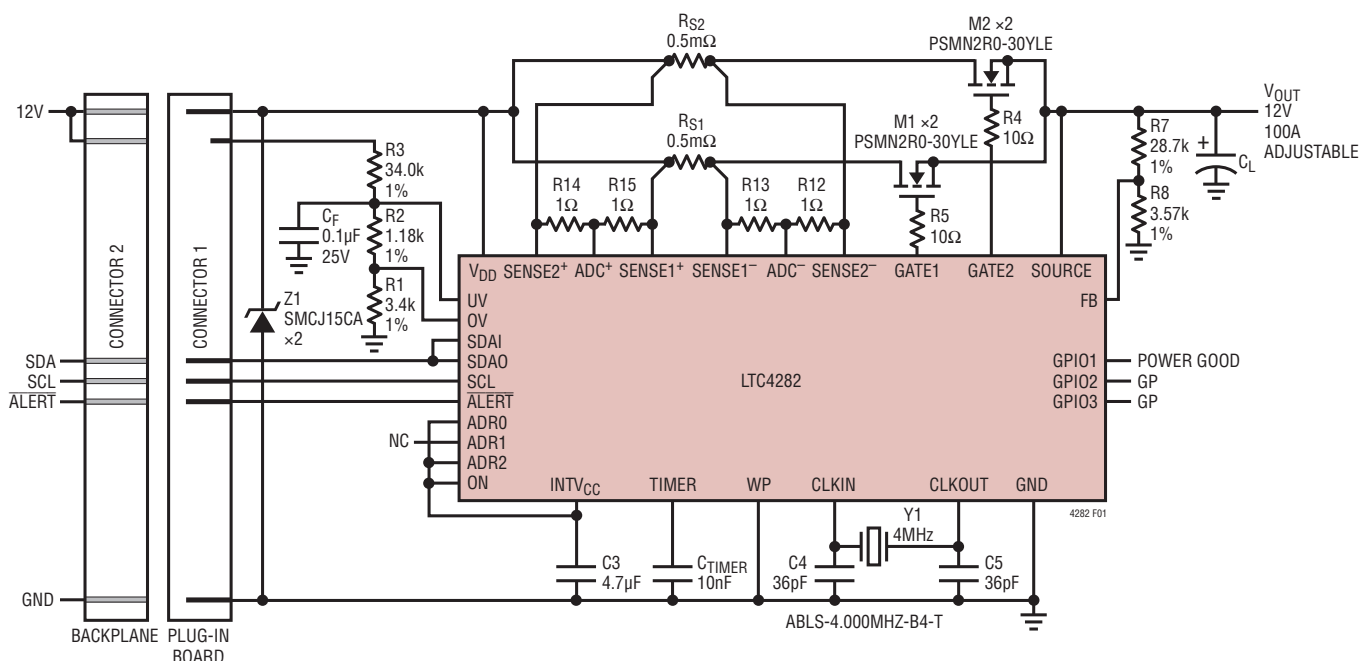 RS2
0.5mΩ
M2 ×2
PSMN2R0-30YLE
12V
VOUT
12V
100A
ADJUSTABLE
R4
10Ω
RS1
0.5mΩ
M1 ×2
PSMN2R0-30YLE
R7
28.7k
1%
+
CL
R3
34.0k
1%
R14
1Ω
R15
1Ω
R13
1Ω
R12
1Ω
R5
10Ω
R8
3.57k
1%
CF
0.1µF
25V
R2
1.18k
1%
R1
3.4k
1%
CONNECTOR 2
CONNECTOR 1
Z1
SMCJ15CA
×2
VDD
SENSE2+
ADC+
SENSE1+
SENSE1−
ADC−
SENSE2−
GATE1
GATE2
SOURCE
UV
OV
SDAI
SDAO
SCL
ALERT
ADR0
ADR1
ADR2
ON
FB
LTC4282
GPIO1
GPIO2
GPIO3
POWER GOOD
GP
GP
SDA
SCL
ALERT
NC
INTVCC
TIMER
WP
CLKIN
CLKOUT
GND
4282 F01
Y1
4MHz
C3
4.7µF
CTIMER
10nF
C4
36pF
C5
36pF
ABLS-4.000MHZ-B4-T
GND
BACKPLANE
PLUG-IN
BOARD